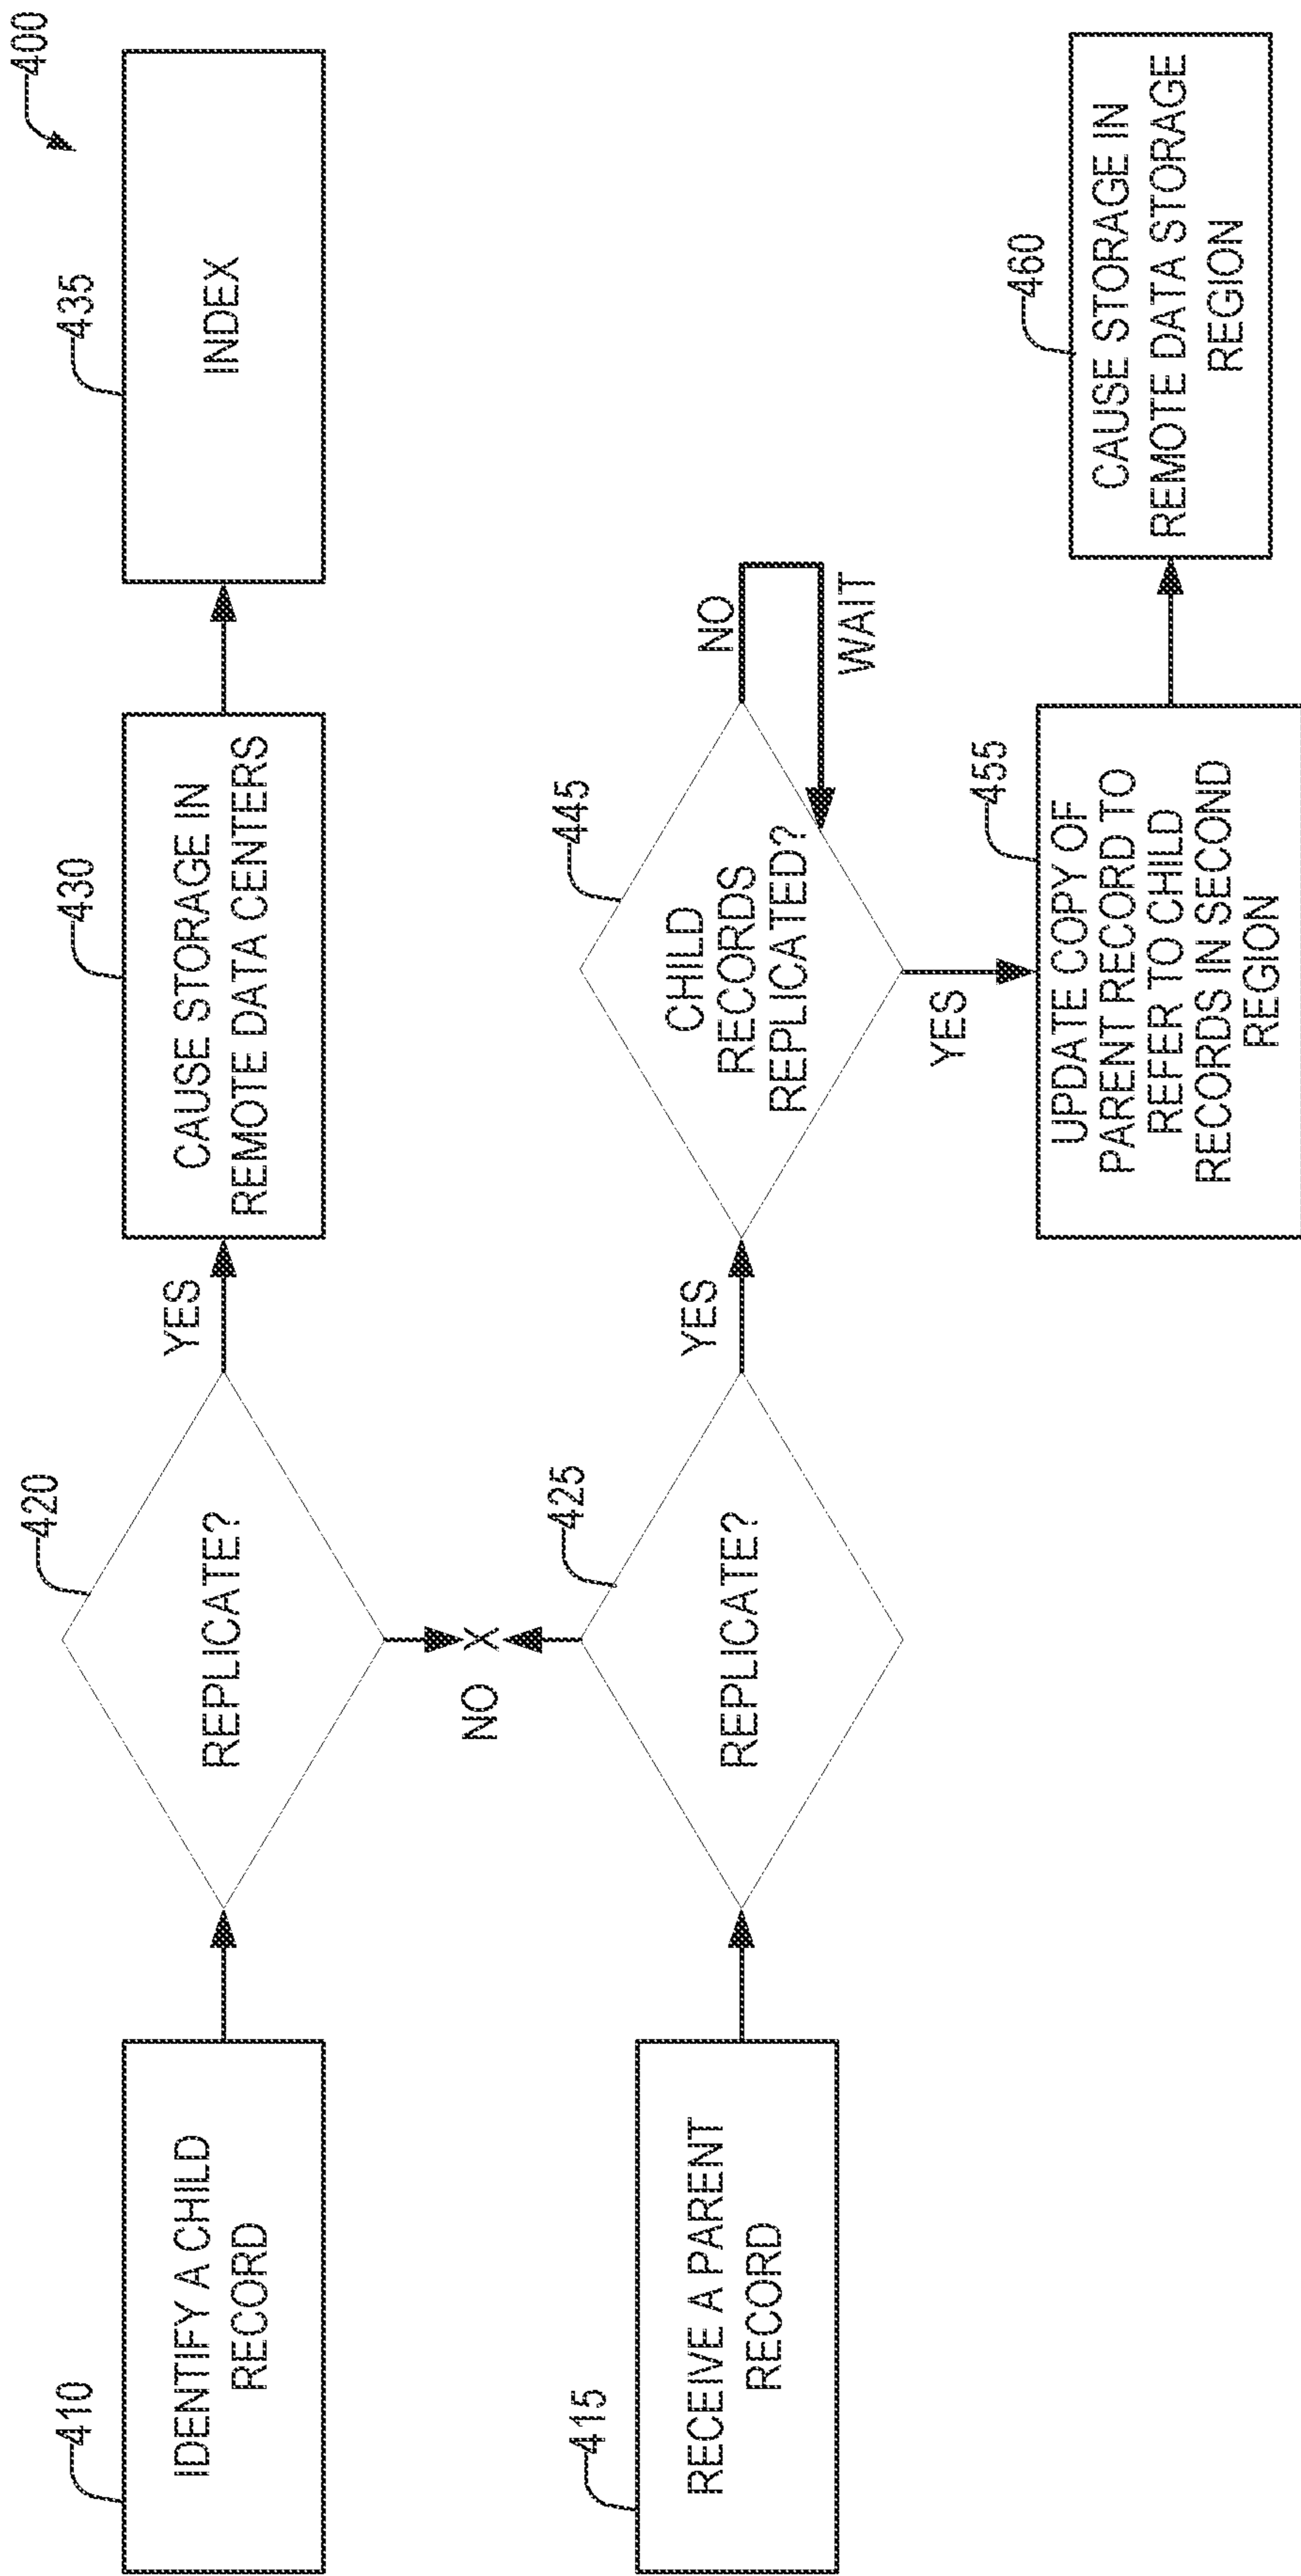 400
410
IDENTIFY A CHILD
RECORD
420
REPLICATE?
YES
430
CAUSE STORAGE IN
REMOTE DATA CENTERS
435
INDEX
NO
X
415
RECEIVE A PARENT
RECORD
425
REPLICATE?
YES
445
CHILD
RECORDS
REPLICATED?
NO
WAIT
YES
455
UPDATE COPY OF
PARENT RECORD TO
REFER TO CHILD
RECORDS IN SECOND
REGION
460
CAUSE STORAGE IN
REMOTE DATA STORAGE
REGION